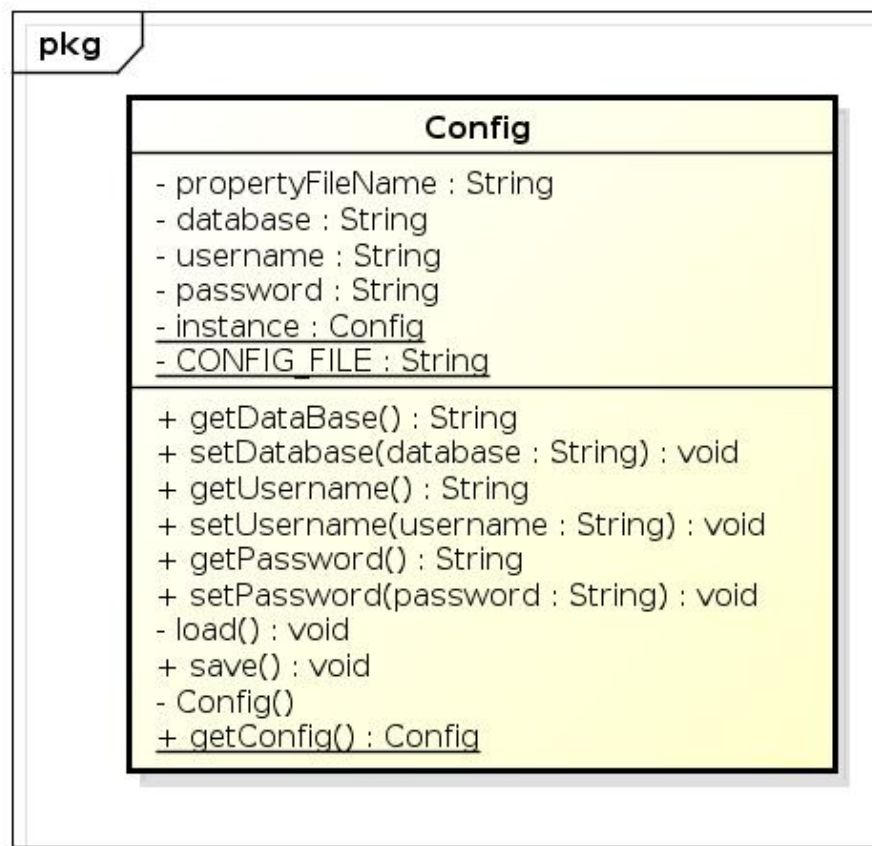 pkg
Config
- propertyFileName : String
- database : String
- username : String
- password : String
- instance : Config
- CONFIG_FILE : String
+ getDataBase() : String
+ setDatabase(database : String) : void
+ getUsername() : String
+ setUsername(username : String) : void
+ getPassword() : String
+ setPassword(password : String) : void
- load() : void
+ save() : void
- Config()
+ getConfig() : Config